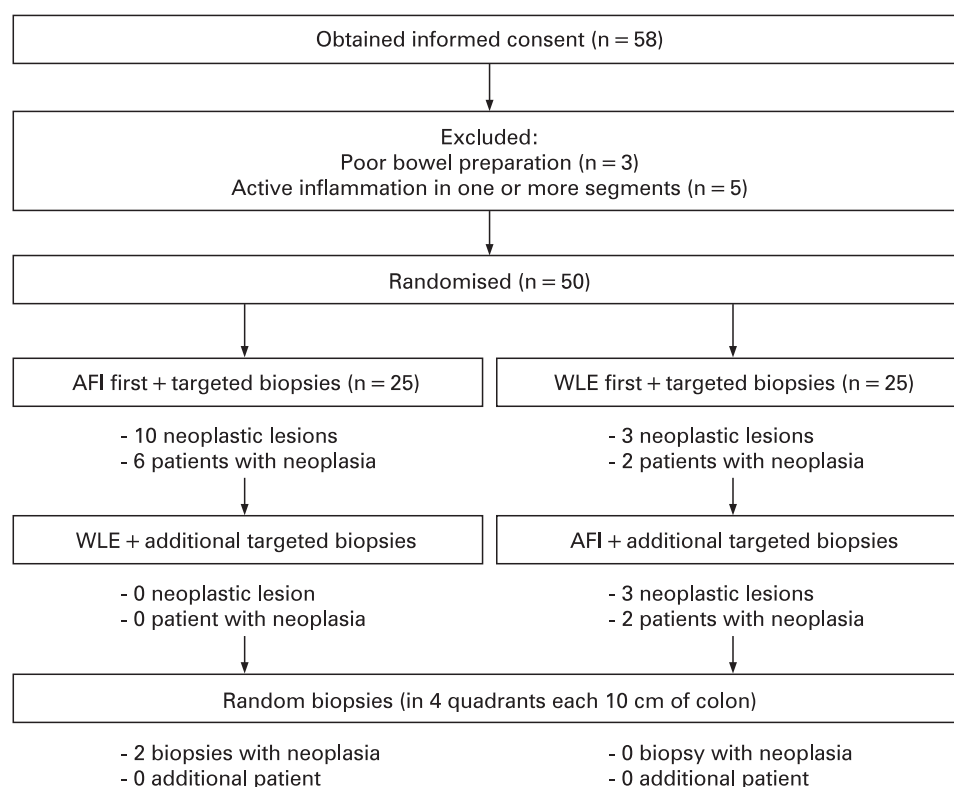 Obtained informed consent (n = 58)
Excluded:
Poor bowel preparation (n = 3)
Active inflammation in one or more segments (n = 5)
Randomised (n = 50)
AFI first + targeted biopsies (n = 25)
- 10 neoplastic lesions
- 6 patients with neoplasia
WLE first + targeted biopsies (n = 25)
- 3 neoplastic lesions
- 2 patients with neoplasia
WLE + additional targeted biopsies
- 0 neoplastic lesion
- 0 patient with neoplasia
AFI + additional targeted biopsies
- 3 neoplastic lesions
- 2 patients with neoplasia
Random biopsies (in 4 quadrants each 10 cm of colon)
- 2 biopsies with neoplasia
- 0 additional patient
- 0 biopsy with neoplasia
- 0 additional patient